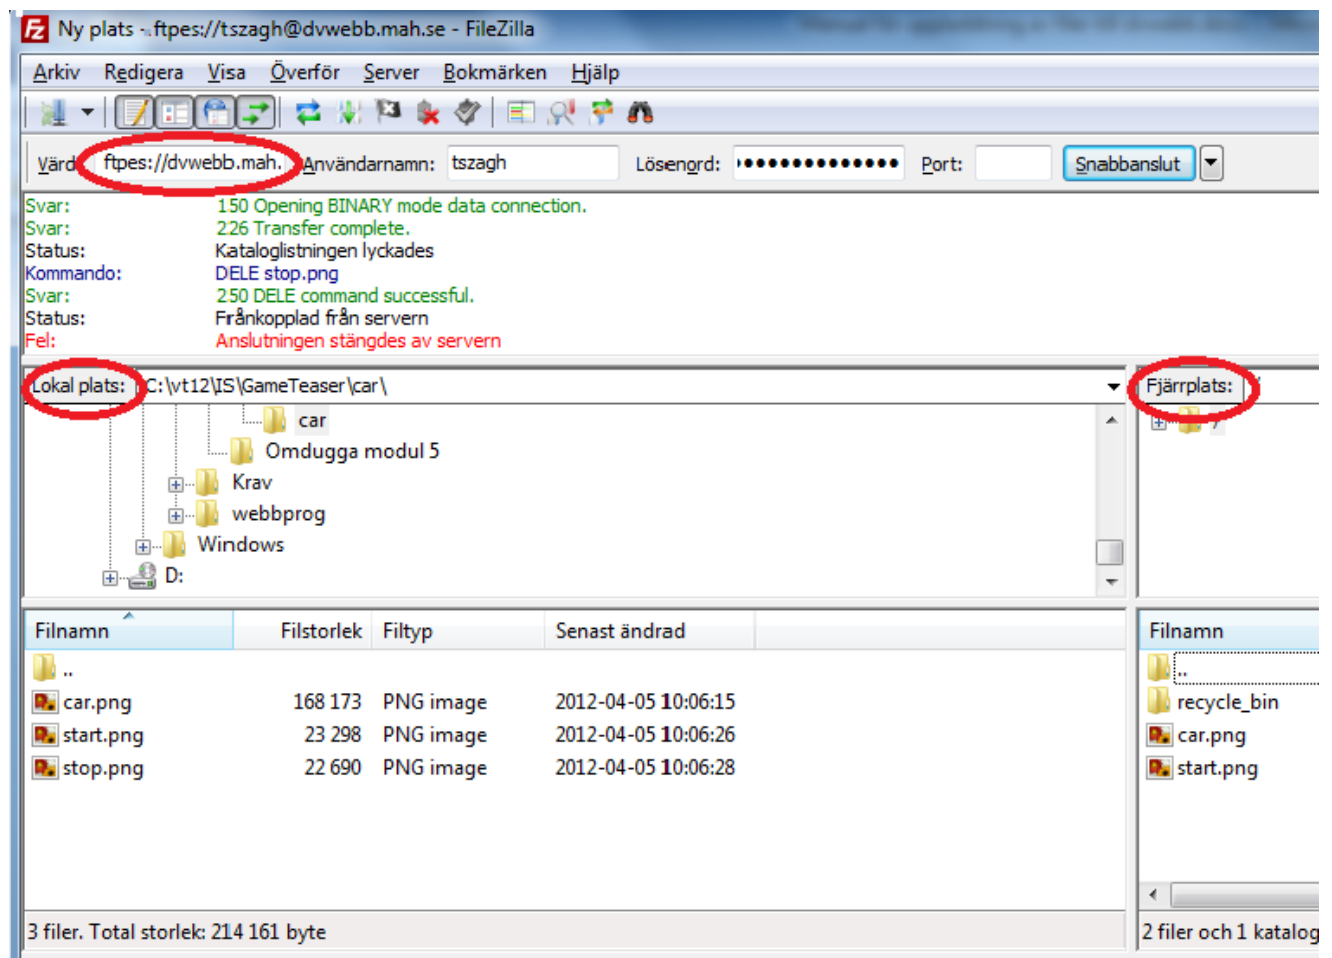 Ny plats - ftpes://tszagh@dvwebb.mah.se - FileZilla
Arkiv Redigera Visa Överför Server Bokmärken Hjälp
Värd ftpes://dvwebb.mah. Användarnamn: tszagh Lösenord: •••••••••••••• Port: Snabbanslut
Svar: 150 Opening BINARY mode data connection.
Svar: 226 Transfer complete.
Status: Kataloglistningen lyckades
Kommando: DELE stop.png
Svar: 250 DELE command successful.
Status: Frånkopplad från servern
Fel: Anslutningen stängdes av servern
Lokal plats: C:\vt12\IS\GameTeaser\car\ Fjärrplats: /
car /
Omdugga modul 5
Krav
webbprog
Windows
D:
Filnamn Filstorlek Filtyp Senast ändrad Filnamn
.. ..
car.png 168 173 PNG image 2012-04-05 10:06:15 recycle_bin
start.png 23 298 PNG image 2012-04-05 10:06:26 car.png
stop.png 22 690 PNG image 2012-04-05 10:06:28 start.png
3 filer. Total storlek: 214 161 byte 2 filer och 1 katalog